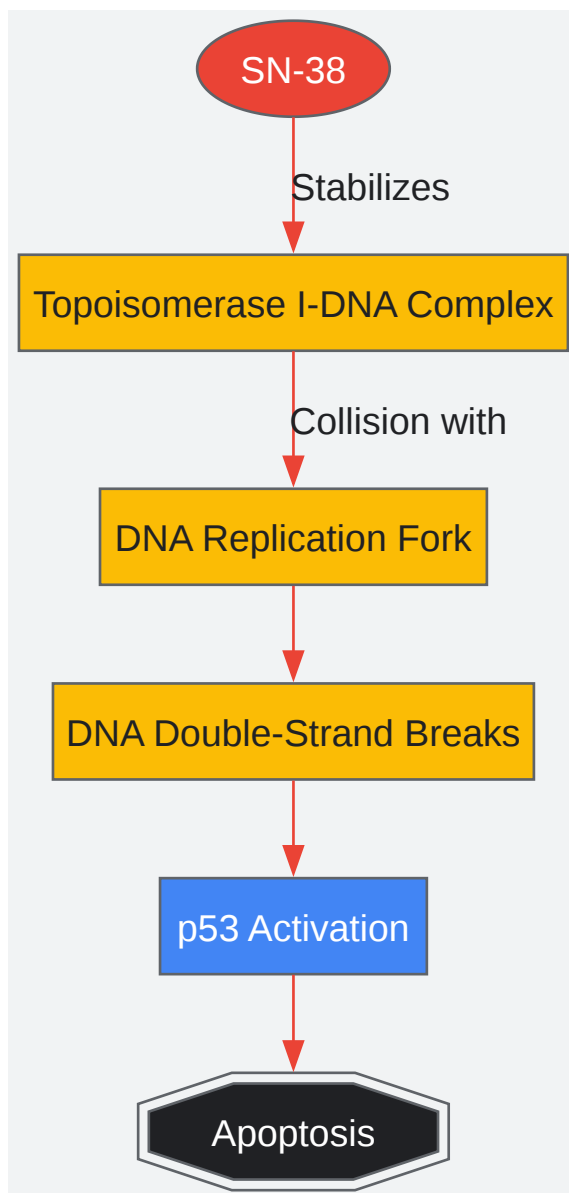 SN-38
Stabilizes
Topoisomerase I-DNA Complex
Collision with
DNA Replication Fork
DNA Double-Strand Breaks
p53 Activation
Apoptosis